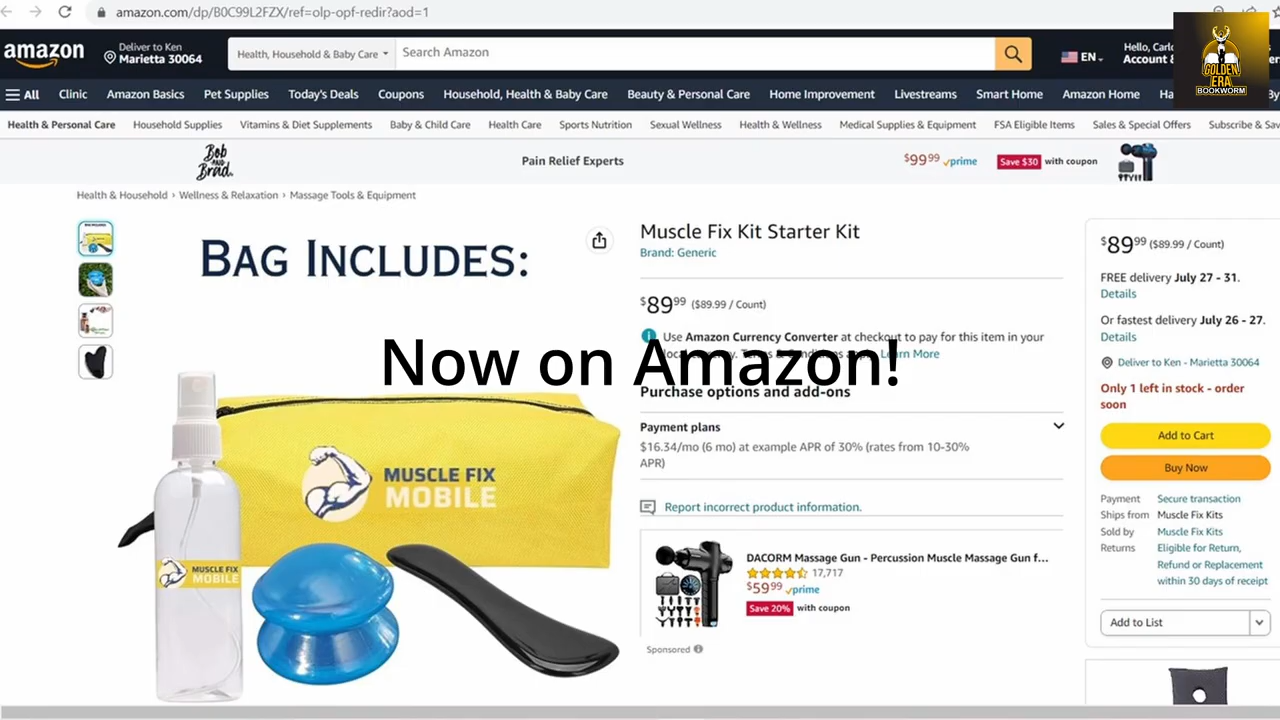 amazon.com/dp/B0C99L2FZX/ref=olp-opf-redir?aod=1
amazon
Deliver to Ken
Marietta 30064
Health, Household & Baby Care
Search Amazon
EN
Hello, Carlo
Account &
GOLDEN
ERA
BOOKWORM
All
Clinic
Amazon Basics
Pet Supplies
Today's Deals
Coupons
Household, Health & Baby Care
Beauty & Personal Care
Home Improvement
Livestreams
Smart Home
Amazon Home
Ha
By
Health & Personal Care
Household Supplies
Vitamins & Diet Supplements
Baby & Child Care
Health Care
Sports Nutrition
Sexual Wellness
Health & Wellness
Medical Supplies & Equipment
FSA Eligible Items
Sales & Special Offers
Subscribe & Sav
Bob AND Brad.
Pain Relief Experts
$9999 prime
Save $30 with coupon
Health & Household › Wellness & Relaxation › Massage Tools & Equipment
BAG INCLUDES:
MUSCLE FIX
MOBILE
MUSCLE FIX
MOBILE
Muscle Fix Kit Starter Kit
Brand: Generic
$8999 ($89.99 / Count)
Use Amazon Currency Converter at checkout to pay for this item in your
Learn More
Now on Amazon!
Purchase options and add-ons
Payment plans
$16.34/mo (6 mo) at example APR of 30% (rates from 10-30%
APR)
Report incorrect product information.
DACORM Massage Gun - Percussion Muscle Massage Gun f...
17,717
$5999 prime
Save 20% with coupon
Sponsored
$8999 ($89.99 / Count)
FREE delivery July 27 - 31.
Details
Or fastest delivery July 26 - 27.
Details
Deliver to Ken - Marietta 30064
Only 1 left in stock - order
soon
Add to Cart
Buy Now
Payment Secure transaction
Ships from Muscle Fix Kits
Sold by Muscle Fix Kits
Returns Eligible for Return,
Refund or Replacement
within 30 days of receipt
Add to List